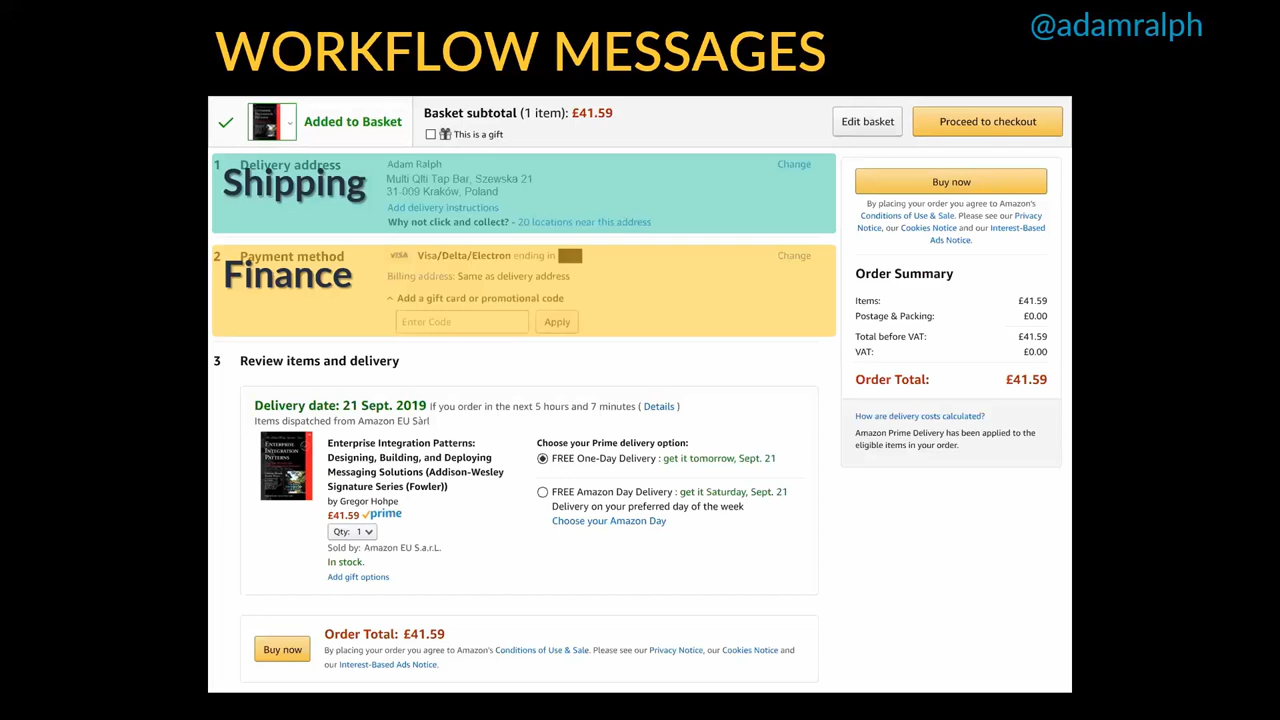 @adamralph
WORKFLOW MESSAGES
Added to Basket
Basket subtotal (1 item): £41.59
This is a gift
Edit basket
Proceed to checkout
1 Delivery address
Shipping
Adam Ralph
Multi Qlti Tap Bar, Szewska 21
31-009 Kraków, Poland
Add delivery instructions
Why not click and collect? - 20 locations near this address
Change
2 Payment method
Finance
VISA Visa/Delta/Electron ending in
Billing address: Same as delivery address
Add a gift card or promotional code
Enter Code
Apply
Change
3 Review items and delivery
Delivery date: 21 Sept. 2019 If you order in the next 5 hours and 7 minutes ( Details )
Items dispatched from Amazon EU Sàrl
ENTERPRISE
INTEGRATION
PATTERNS
Enterprise Integration Patterns:
Designing, Building, and Deploying
Messaging Solutions (Addison-Wesley
Signature Series (Fowler))
by Gregor Hohpe
£41.59 prime
Qty: 1
Sold by: Amazon EU S.a.r.L.
In stock.
Add gift options
Choose your Prime delivery option:
FREE One-Day Delivery : get it tomorrow, Sept. 21
FREE Amazon Day Delivery : get it Saturday, Sept. 21
Delivery on your preferred day of the week
Choose your Amazon Day
Buy now
Order Total: £41.59
By placing your order you agree to Amazon's Conditions of Use & Sale. Please see our Privacy Notice, our Cookies Notice and
our Interest-Based Ads Notice.
Buy now
By placing your order you agree to Amazon's
Conditions of Use & Sale. Please see our Privacy
Notice, our Cookies Notice and our Interest-Based
Ads Notice.
Order Summary
Items: £41.59
Postage & Packing: £0.00
Total before VAT: £41.59
VAT: £0.00
Order Total: £41.59
How are delivery costs calculated?
Amazon Prime Delivery has been applied to the
eligible items in your order.